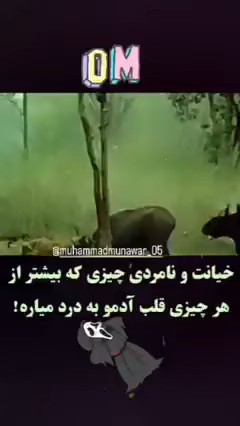 OM
@muhammadmunawar_05
خیانت و نامردی چیزی که بیشتر از
هر چیزی قلب آدمو به درد میاره!